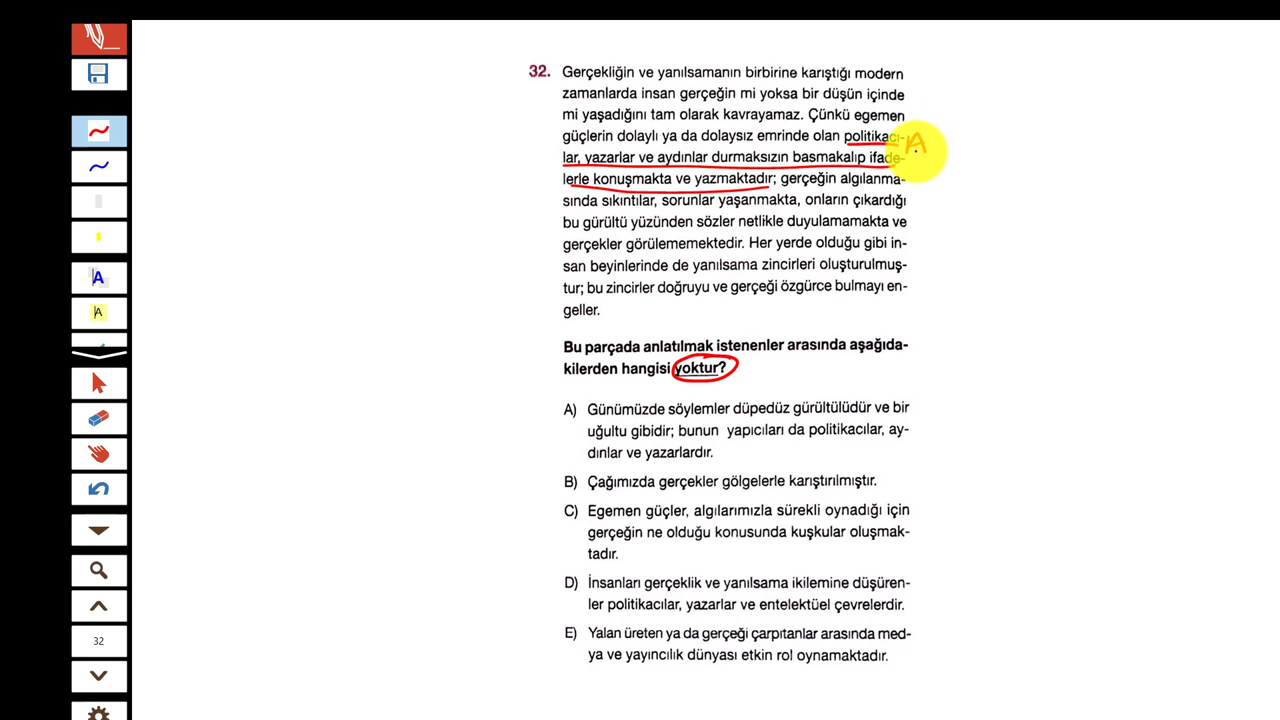 32. Gerçekliğin ve yanılsamanın birbirine karıştığı modern
zamanlarda insan gerçeğin mi yoksa bir düşün içinde
mi yaşadığını tam olarak kavrayamaz. Çünkü egemen
güçlerin dolaylı ya da dolaysız emrinde olan politikacı-
A
lar, yazarlar ve aydınlar durmaksızın basmakalıp ifade-
lerle konuşmakta ve yazmaktadır; gerçeğin algılanma-
sında sıkıntılar, sorunlar yaşanmakta, onların çıkardığı
bu gürültü yüzünden sözler netlikle duyulamamakta ve
gerçekler görülememektedir. Her yerde olduğu gibi in-
san beyinlerinde de yanılsama zincirleri oluşturulmuş-
tur; bu zincirler doğruyu ve gerçeği özgürce bulmayı en-
geller.
Bu parçada anlatılmak istenenler arasında aşağıda-
kilerden hangisi yoktur?
A) Günümüzde söylemler düpedüz gürültülüdür ve bir
uğultu gibidir; bunun yapıcıları da politikacılar, ay-
dınlar ve yazarlardır.
B) Çağımızda gerçekler gölgelerle karıştırılmıştır.
C) Egemen güçler, algılarımızla sürekli oynadığı için
gerçeğin ne olduğu konusunda kuşkular oluşmak-
tadır.
D) İnsanları gerçeklik ve yanılsama ikilemine düşüren-
ler politikacılar, yazarlar ve entelektüel çevrelerdir.
E) Yalan üreten ya da gerçeği çarpıtanlar arasında med-
ya ve yayıncılık dünyası etkin rol oynamaktadır.
A
A
32